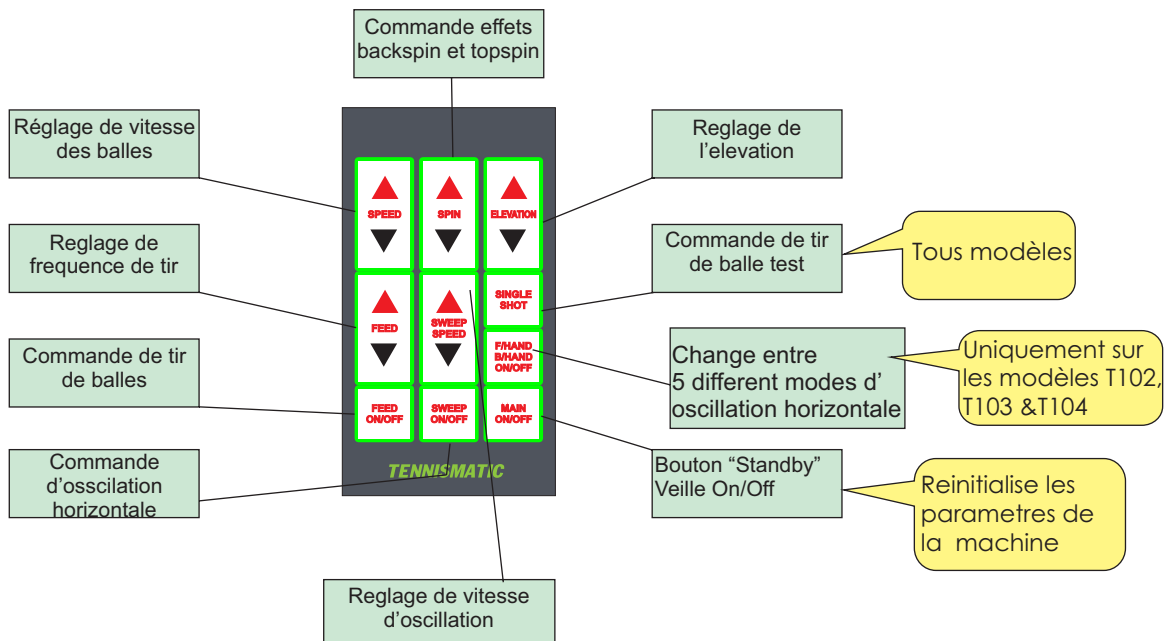 Commande effets
backspin et topspin
Réglage de vitesse
des balles
Reglage de
l'elevation
SPEED
SPIN
ELEVATION
Reglage de
frequence de tir
Commande de tir
de balle test
Tous modèles
FEED
SWEEP
SPEED
SINGLE
SHOT
F/HAND
B/HAND
ON/OFF
Commande de tir
de balles
Change entre
5 different modes d'
oscillation horizontale
Uniquement sur
les modèles T102,
T103 &T104
FEED
ON/OFF
SWEEP
ON/OFF
MAIN
ON/OFF
TENNISMATIC
Commande
d'osscilation
horizontale
Bouton “Standby”
Veille On/Off
Reinitialise les
parametres de
la machine
Reglage de vitesse
d'oscillation